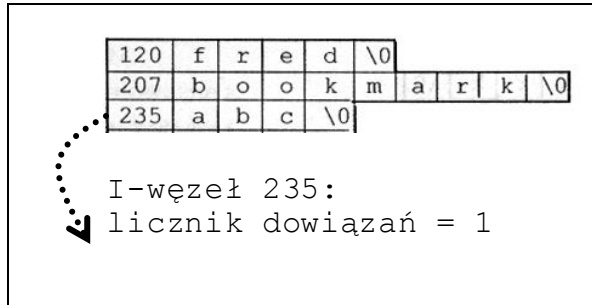 120 f r e d \0
207 b o o k m a r k \0
235 a b c \0
I-węzeł 235:
licznik dowiązań = 1